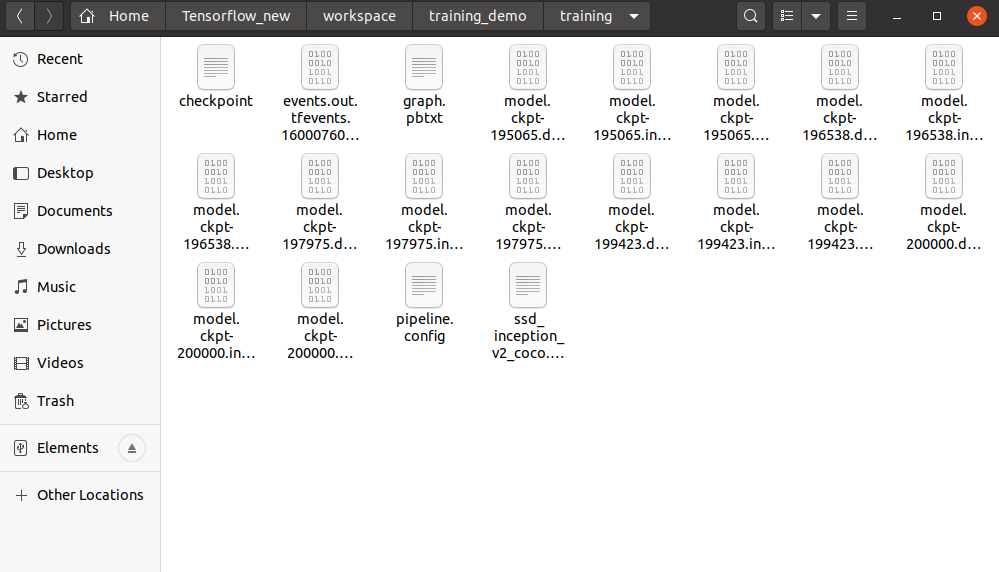 Home Tensorflow_new workspace training_demo training
Recent
Starred
Home
Desktop
Documents
Downloads
Music
Pictures
Videos
Trash
Elements
Other Locations
checkpoint
events.out.
tfevents.
16000760...
graph.
pbtxt
model.
ckpt-
195065.d...
model.
ckpt-
195065.in...
model.
ckpt-
195065....
model.
ckpt-
196538.d...
model.
ckpt-
196538.in...
model.
ckpt-
196538....
model.
ckpt-
197975.d...
model.
ckpt-
197975.in...
model.
ckpt-
197975....
model.
ckpt-
199423.d...
model.
ckpt-
199423.in...
model.
ckpt-
199423....
model.
ckpt-
200000.d...
model.
ckpt-
200000.in...
model.
ckpt-
200000....
pipeline.
config
ssd_
inception_
v2_coco....